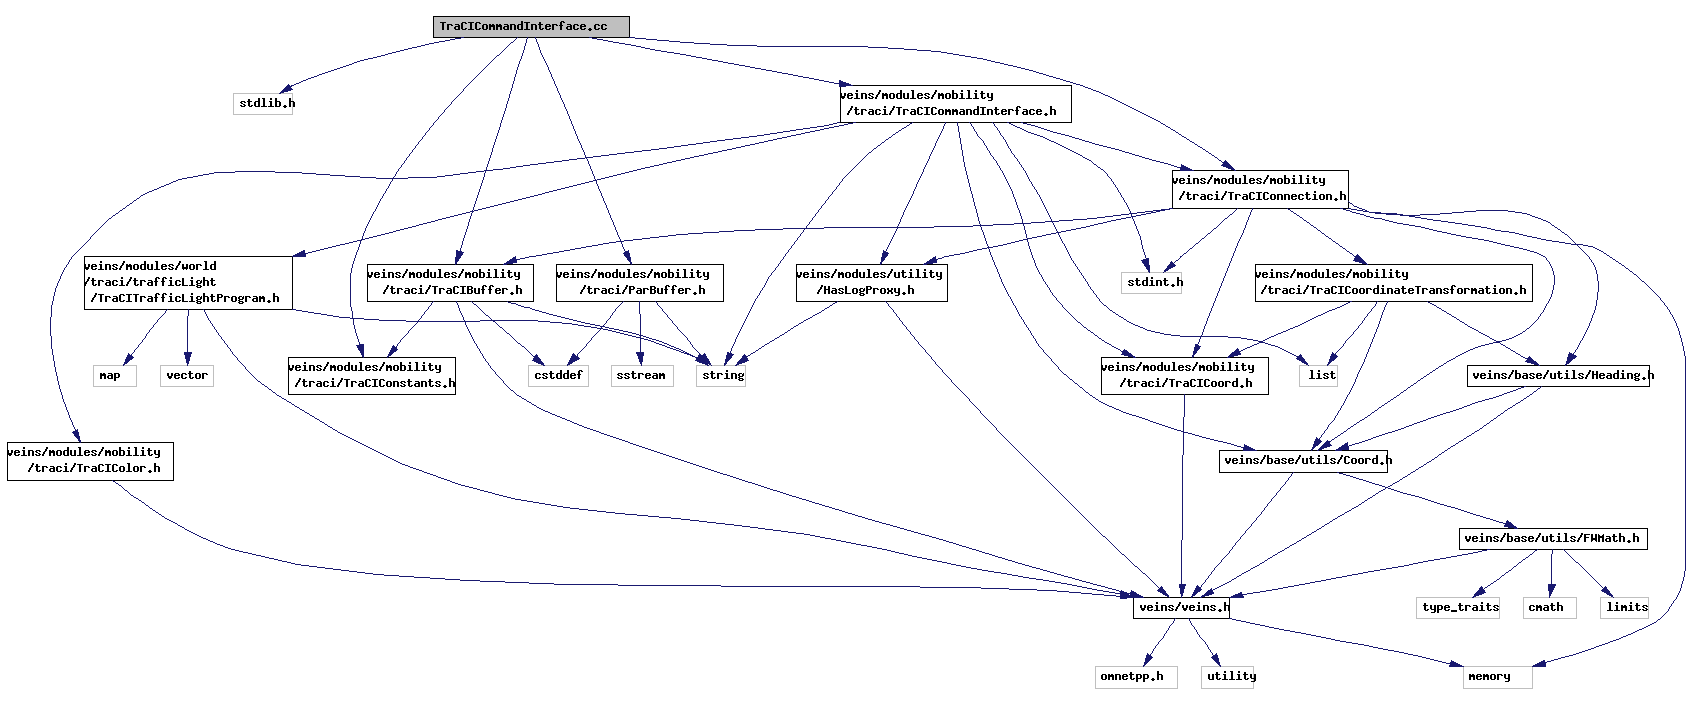 TraCICommandInterface.cc
stdlib.h
veins/modules/mobility
/traci/TraCICommandInterface.h
veins/modules/mobility
/traci/TraCIConnection.h
veins/modules/world
/traci/trafficLight
/TraCITrafficLightProgram.h
veins/modules/mobility
/traci/TraCIBuffer.h
veins/modules/mobility
/traci/ParBuffer.h
veins/modules/utility
/HasLogProxy.h
stdint.h
veins/modules/mobility
/traci/TraCICoordinateTransformation.h
map
vector
veins/modules/mobility
/traci/TraCIConstants.h
cstddef
sstream
string
veins/modules/mobility
/traci/TraCICoord.h
list
veins/base/utils/Heading.h
veins/modules/mobility
/traci/TraCIColor.h
veins/base/utils/Coord.h
veins/base/utils/FWMath.h
veins/veins.h
type_traits
cmath
limits
omnetpp.h
utility
memory